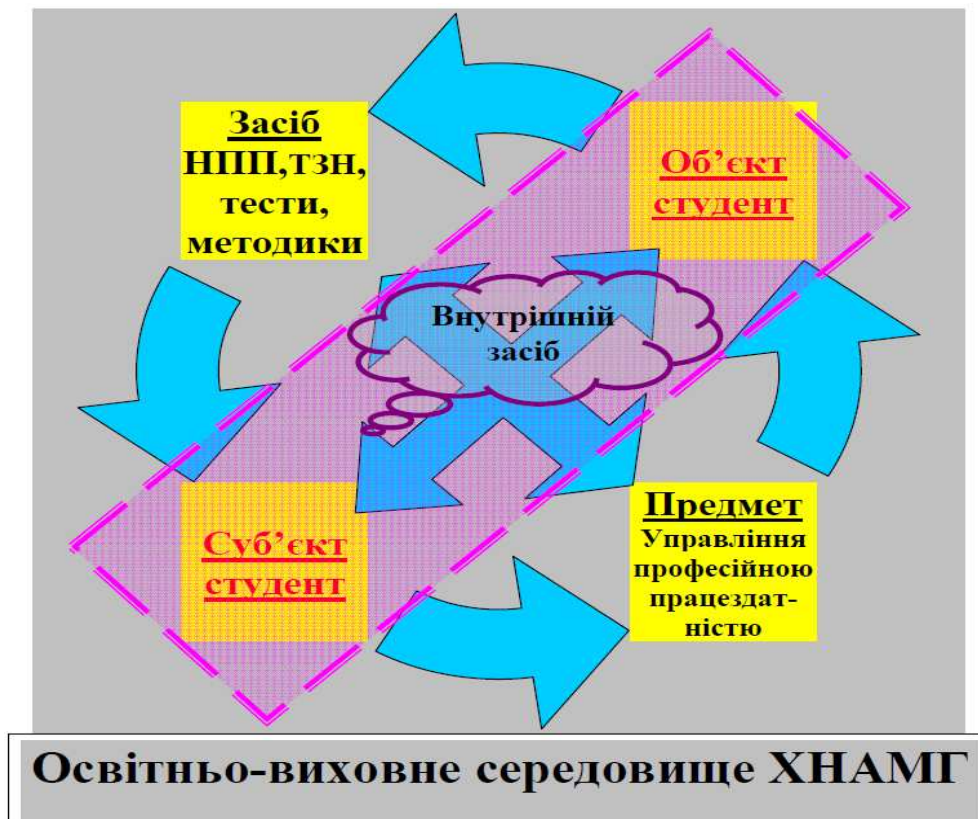 Засіб
НПП,ТЗН,
тести,
методики
Об’єкт
студент
Внутрішній
засіб
Суб’єкт
студент
Предмет
Управління
професійною
працездат-
ністю
Освітньо-виховне середовище ХНАМГ